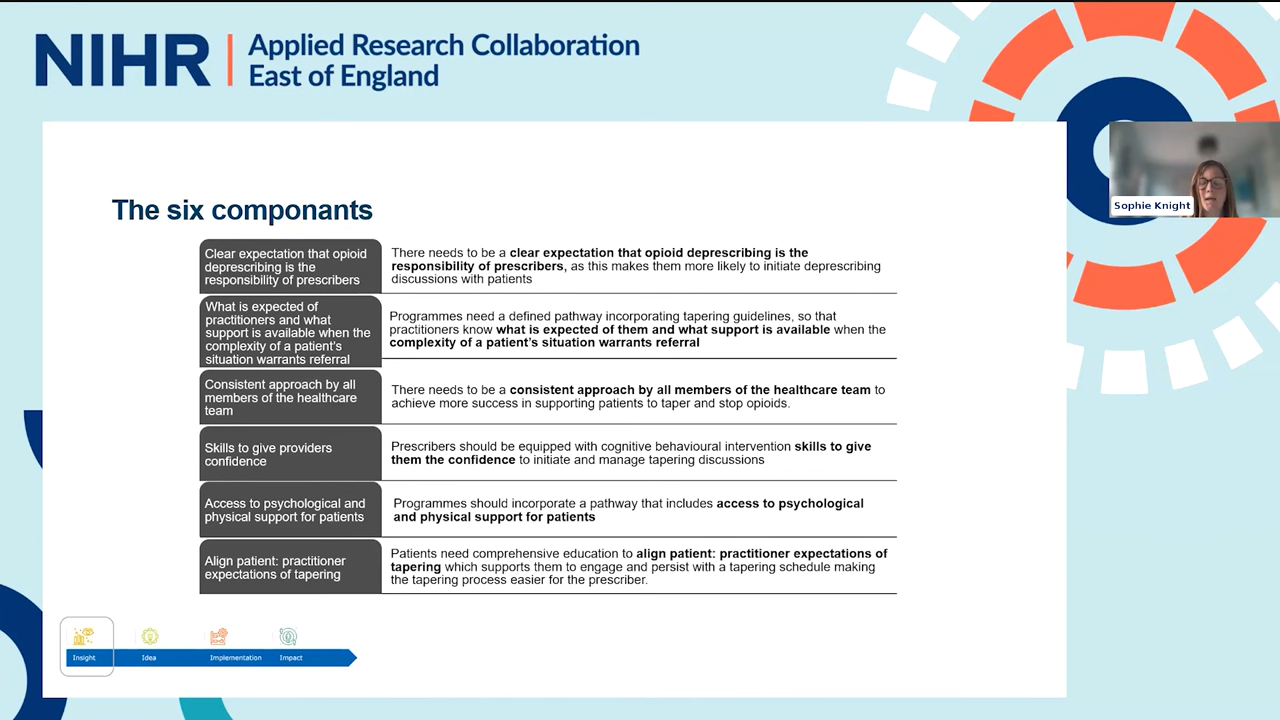 NIHR | Applied Research Collaboration
East of England
Sophie Knight
The six componants
Clear expectation that opioid
deprescribing is the
responsibility of prescribers
There needs to be a clear expectation that opioid deprescribing is the
responsibility of prescribers, as this makes them more likely to initiate deprescribing
discussions with patients
What is expected of
practitioners and what
support is available when the
complexity of a patient's
situation warrants referral
Programmes need a defined pathway incorporating tapering guidelines, so that
practitioners know what is expected of them and what support is available when the
complexity of a patient's situation warrants referral
Consistent approach by all
members of the healthcare
team
There needs to be a consistent approach by all members of the healthcare team to
achieve more success in supporting patients to taper and stop opioids.
Skills to give providers
confidence
Prescribers should be equipped with cognitive behavioural intervention skills to give
them the confidence to initiate and manage tapering discussions
Access to psychological and
physical support for patients
Programmes should incorporate a pathway that includes access to psychological
and physical support for patients
Align patient: practitioner
expectations of tapering
Patients need comprehensive education to align patient: practitioner expectations of
tapering which supports them to engage and persist with a tapering schedule making
the tapering process easier for the prescriber.
Insight Idea Implementation Impact